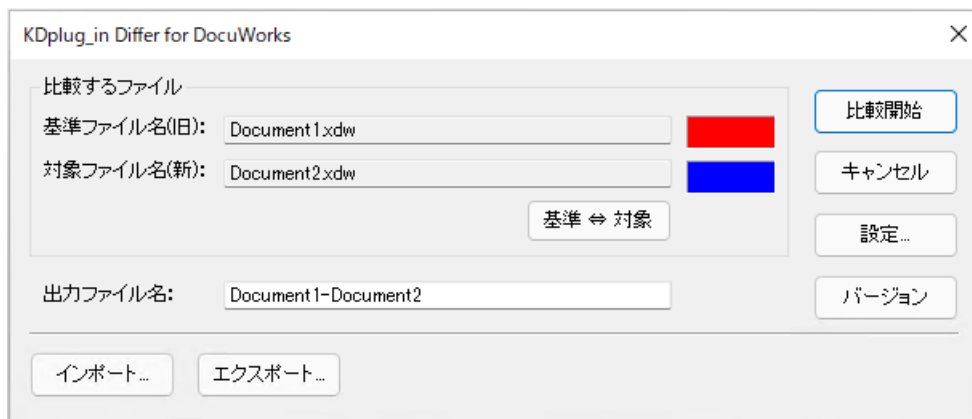 KDplug_in Differ for DocuWorks
比較するファイル
基準ファイル名(旧): Document1.xdw
対象ファイル名(新): Document2.xdw
基準 ⇔ 対象
出力ファイル名: Document1-Document2
比較開始
キャンセル
設定...
バージョン
インポート... エクスポート...